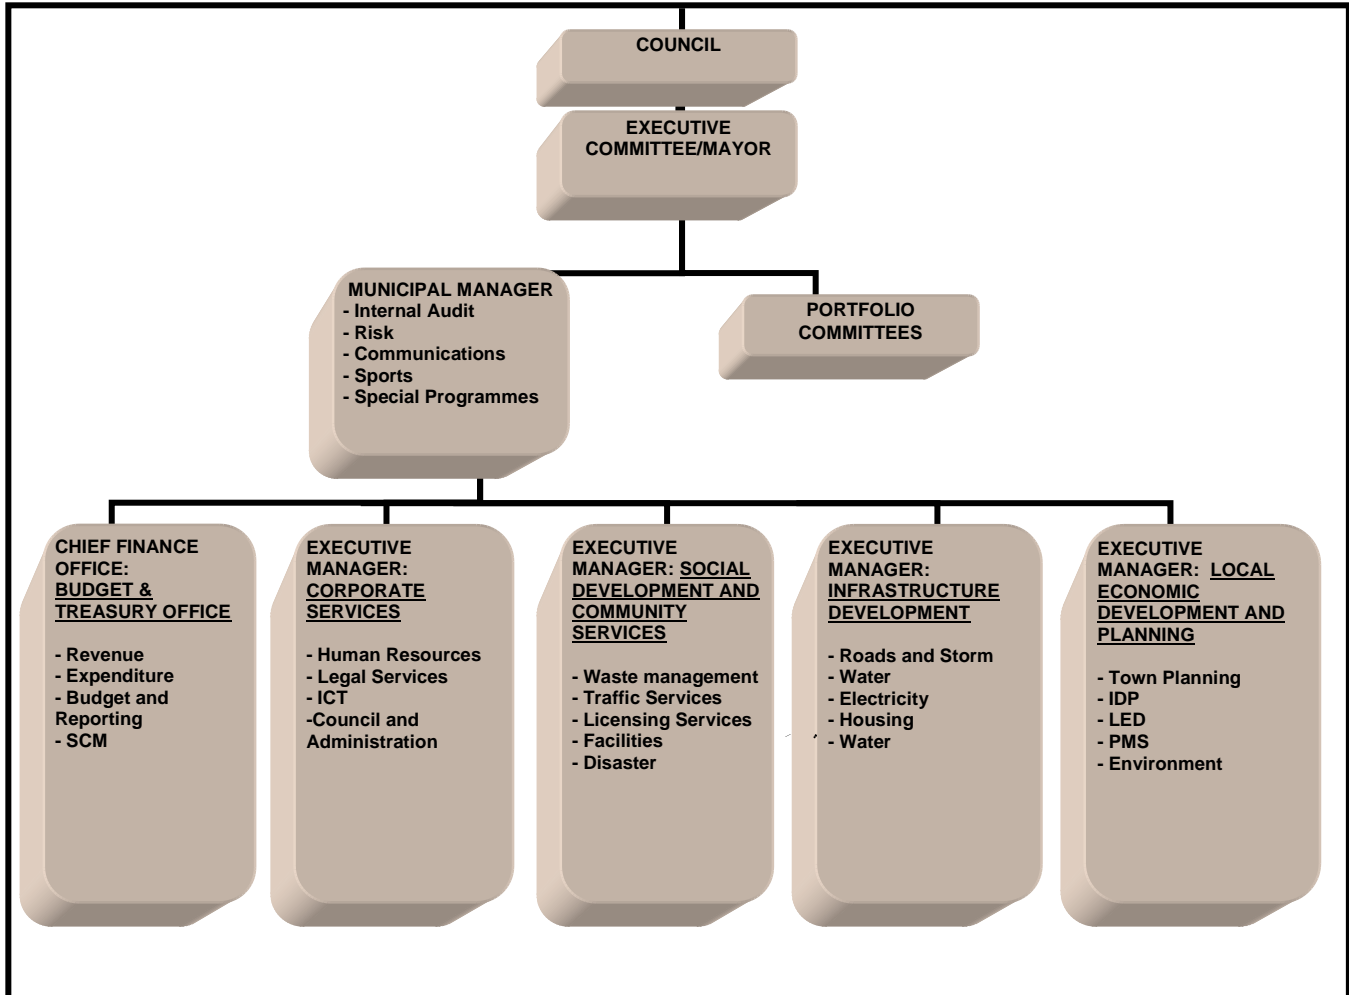 COUNCIL
EXECUTIVE
COMMITTEE/MAYOR
MUNICIPAL MANAGER
- Internal Audit
- Risk
- Communications
- Sports
- Special Programmes
PORTFOLIO
COMMITTEES
CHIEF FINANCE
OFFICE:
BUDGET &
TREASURY OFFICE
- Revenue
- Expenditure
- Budget and
Reporting
- SCM
EXECUTIVE
MANAGER:
CORPORATE
SERVICES
- Human Resources
- Legal Services
- ICT
-Council and
Administration
EXECUTIVE
MANAGER: SOCIAL
DEVELOPMENT AND
COMMUNITY
SERVICES
- Waste management
- Traffic Services
- Licensing Services
- Facilities
- Disaster
EXECUTIVE
MANAGER:
INFRASTRUCTURE
DEVELOPMENT
- Roads and Storm
- Water
- Electricity
- Housing
- Water
EXECUTIVE
MANAGER: LOCAL
ECONOMIC
DEVELOPMENT AND
PLANNING
- Town Planning
- IDP
- LED
- PMS
- Environment